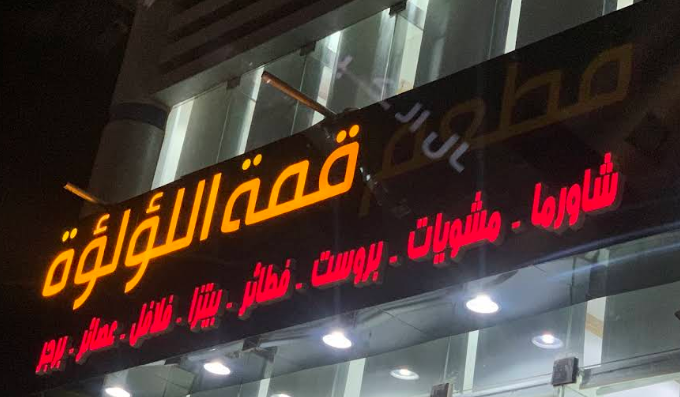 مطعم قمة اللؤلؤة
شاورما - مشويات - بروست - فطائر - بيتزا - فلافل - عصائر - برجر